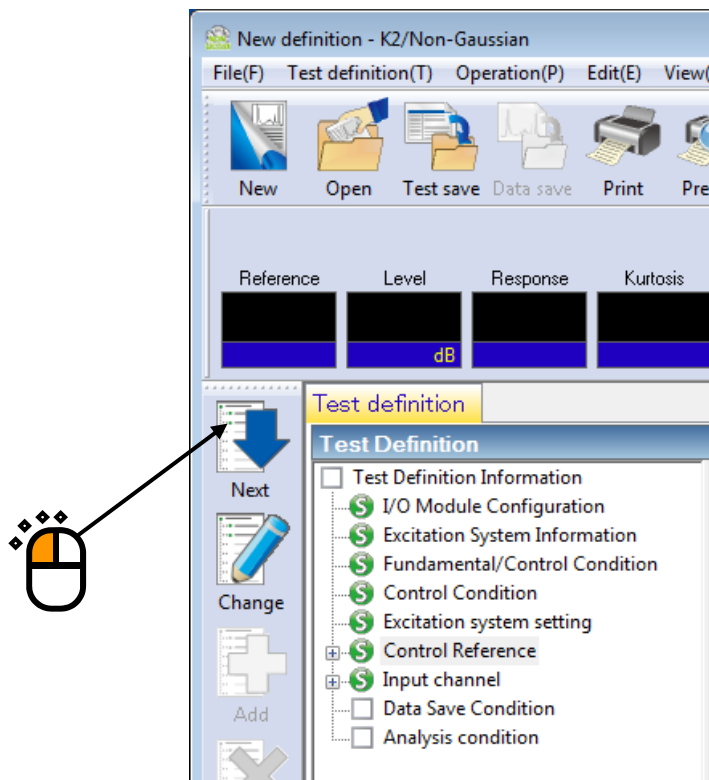 New definition - K2/Non-Gaussian
File(F) Test definition(T) Operation(P) Edit(E) View(
New Open Test save Data save Print Pre
Reference Level Response Kurtosis
dB
Test definition
Test Definition
Next
Change
Add
Test Definition Information
I/O Module Configuration
Excitation System Information
Fundamental/Control Condition
Control Condition
Excitation system setting
Control Reference
Input channel
Data Save Condition
Analysis condition